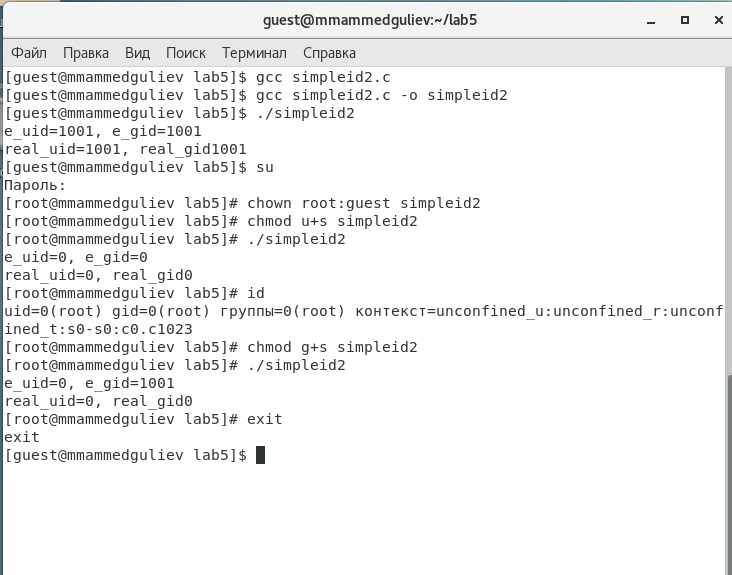 guest@mmammedguliev:~/lab5
Файл Правка Вид Поиск Терминал Справка
[guest@mmammedguliev lab5]$ gcc simpleid2.c
[guest@mmammedguliev lab5]$ gcc simpleid2.c -o simpleid2
[guest@mmammedguliev lab5]$ ./simpleid2
e_uid=1001, e_gid=1001
real_uid=1001, real_gid1001
[guest@mmammedguliev lab5]$ su
Пароль:
[root@mmammedguliev lab5]# chown root:guest simpleid2
[root@mmammedguliev lab5]# chmod u+s simpleid2
[root@mmammedguliev lab5]# ./simpleid2
e_uid=0, e_gid=0
real_uid=0, real_gid0
[root@mmammedguliev lab5]# id
uid=0(root) gid=0(root) группы=0(root) контекст=unconfined_u:unconfined_r:unconf
ined_t:s0-s0:c0.c1023
[root@mmammedguliev lab5]# chmod g+s simpleid2
[root@mmammedguliev lab5]# ./simpleid2
e_uid=0, e_gid=1001
real_uid=0, real_gid0
[root@mmammedguliev lab5]# exit
exit
[guest@mmammedguliev lab5]$